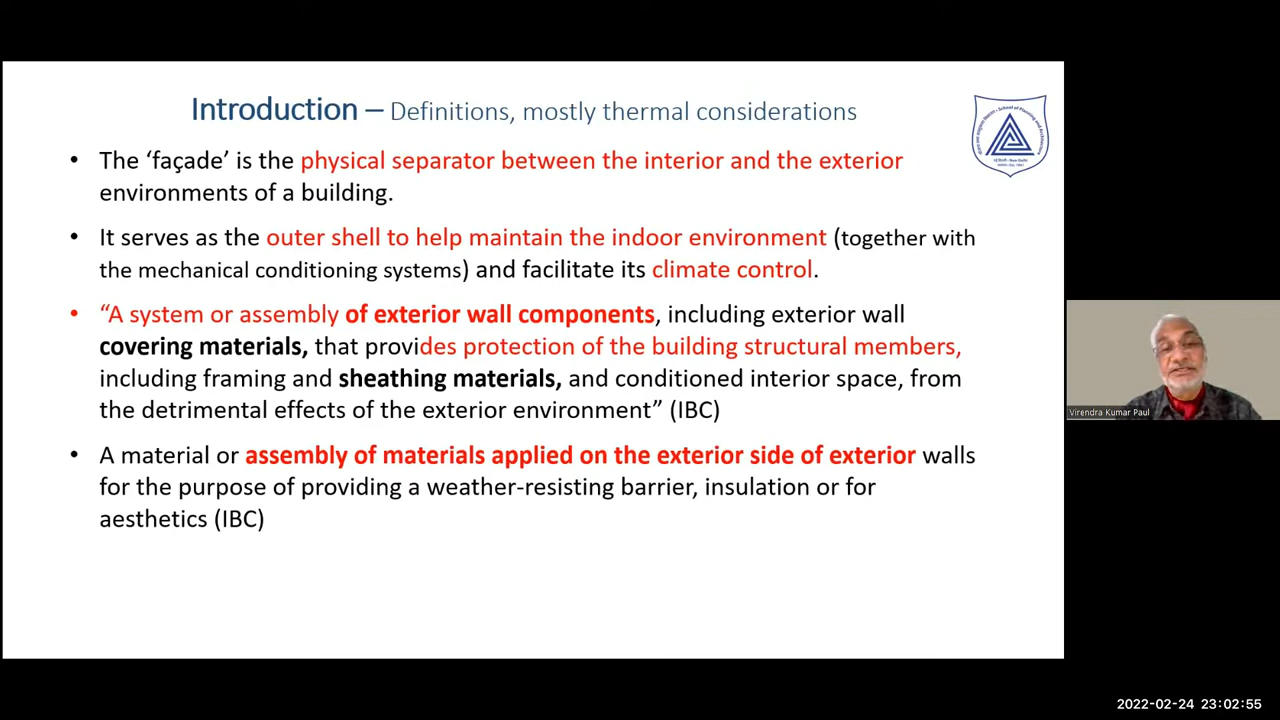 Introduction – Definitions, mostly thermal considerations
• The ‘façade’ is the physical separator between the interior and the exterior
environments of a building.
• It serves as the outer shell to help maintain the indoor environment (together with
the mechanical conditioning systems) and facilitate its climate control.
• “A system or assembly of exterior wall components, including exterior wall
covering materials, that provides protection of the building structural members,
including framing and sheathing materials, and conditioned interior space, from
the detrimental effects of the exterior environment” (IBC)
• A material or assembly of materials applied on the exterior side of exterior walls
for the purpose of providing a weather-resisting barrier, insulation or for
aesthetics (IBC)
School of Planning and Architecture
Virendra Kumar Paul
2022-02-24 23:02:55